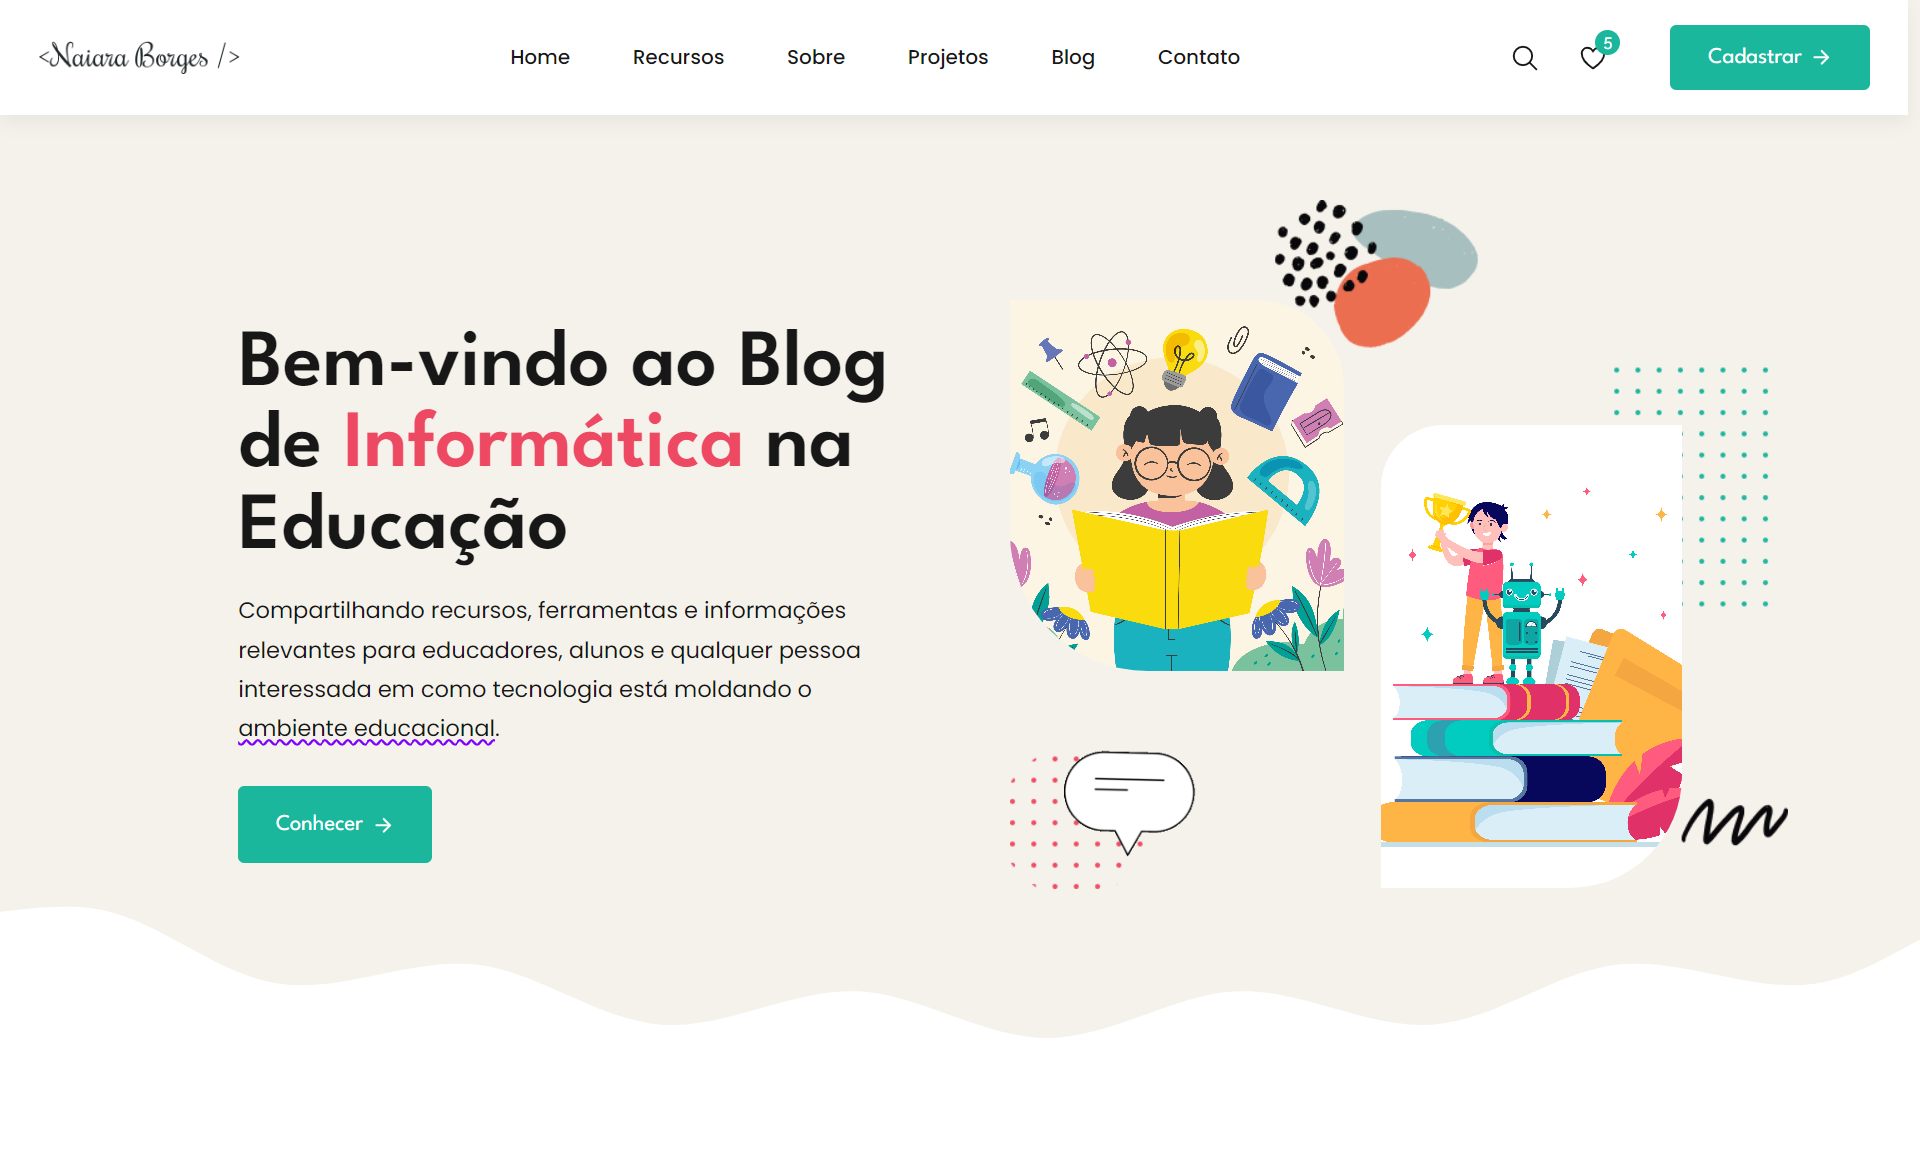 <Naiara Borges />
Home
Recursos
Sobre
Projetos
Blog
Contato
5
Cadastrar →
Bem-vindo ao Blog
de Informática na
Educação
Compartilhando recursos, ferramentas e informações
relevantes para educadores, alunos e qualquer pessoa
interessada em como tecnologia está moldando o
ambiente educacional.
Conhecer →